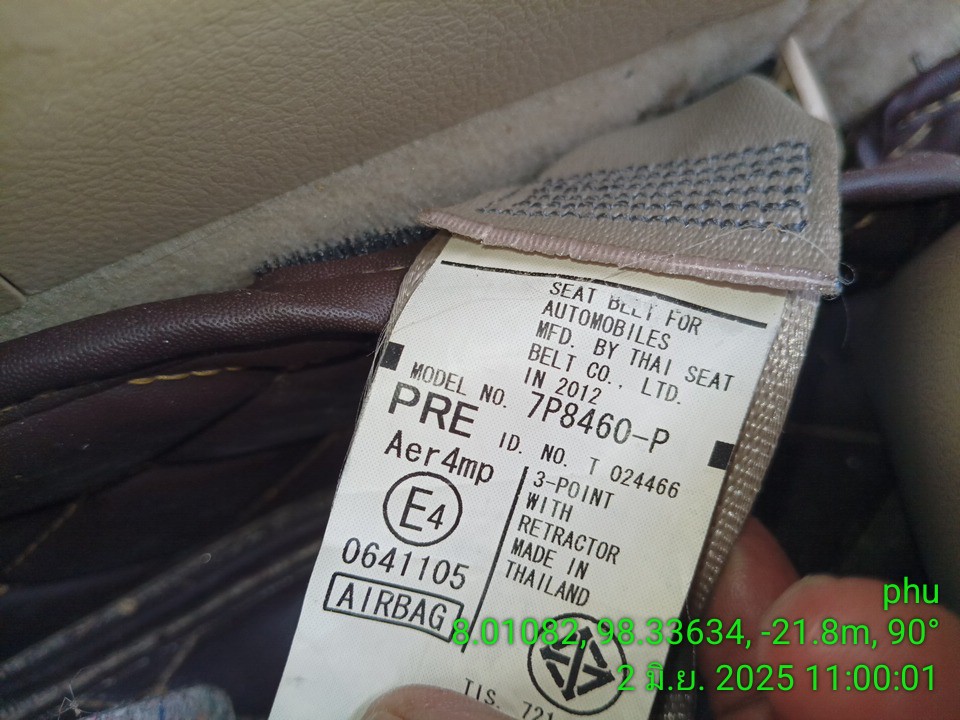 SEAT BELT FOR
AUTOMOBILES
MFD. BY THAI SEAT
BELT CO., LTD.
IN 2012
MODEL NO. 7P8460-P
PRE
ID. NO. T 024466
Aer4mp
E4
0641105
AIRBAG
3-POINT
WITH
RETRACTOR
MADE IN
THAILAND
TIS. 721
phu
8.01082, 98.33634, -21.8m, 90°
2 มิ.ย. 2025 11:00:01